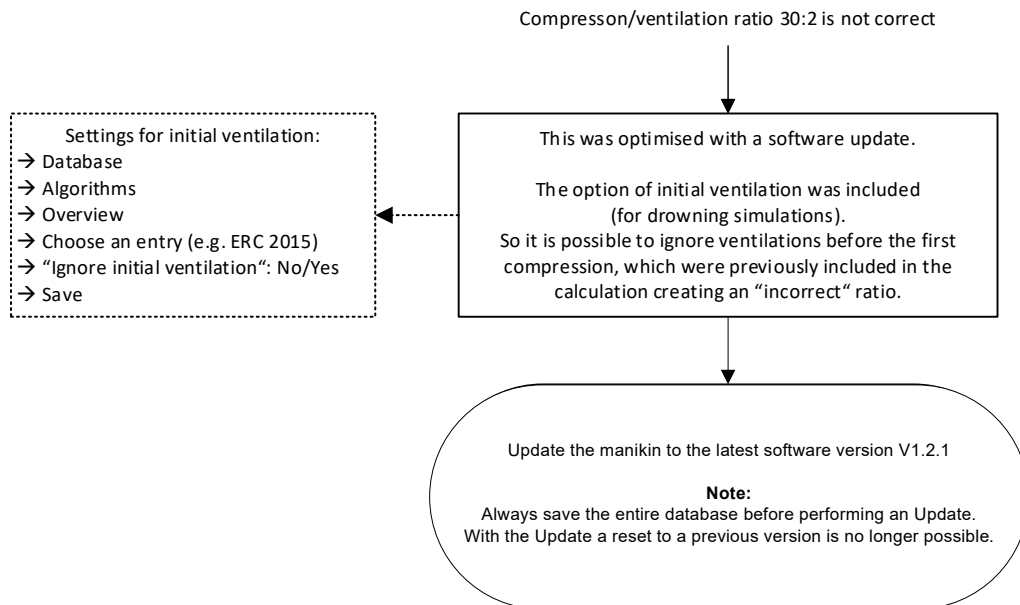 Compresson/ventilation ratio 30:2 is not correct
Settings for initial ventilation:
→ Database
→ Algorithms
→ Overview
→ Choose an entry (e.g. ERC 2015)
→ “Ignore initial ventilation“: No/Yes
→ Save
This was optimised with a software update.
The option of initial ventilation was included
(for drowning simulations).
So it is possible to ignore ventilations before the first
compression, which were previously included in the
calculation creating an “incorrect“ ratio.
Update the manikin to the latest software version V1.2.1
Note:
Always save the entire database before performing an Update.
With the Update a reset to a previous version is no longer possible.